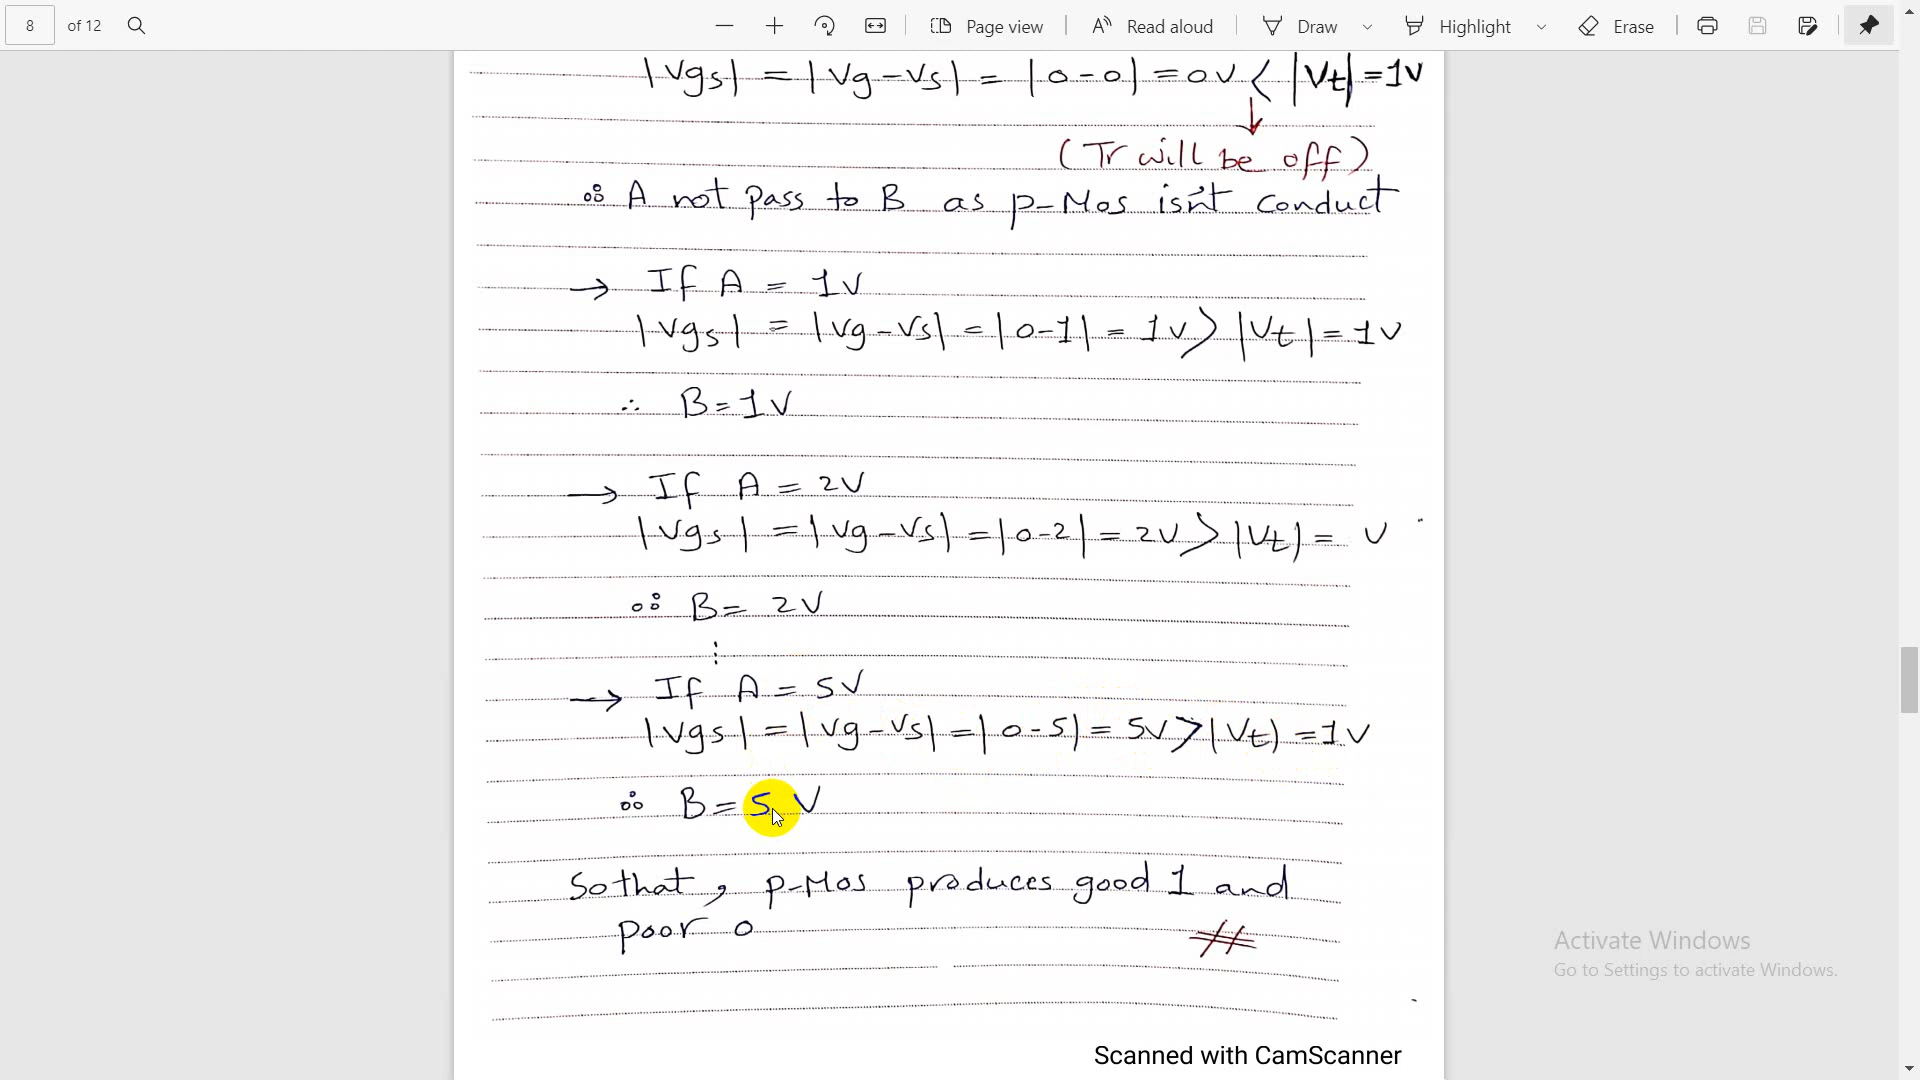 8 of 12
Page view
Read aloud
Draw
Highlight
Erase
|Vgs| = |Vg-Vs| = |0-0| = 0V < |Vt| = 1V
(Tr will be off)
∴ A not pass to B as p-Mos isn't conduct
→ If A = 1V
|Vgs| = |Vg-Vs| = |0-1| = 1V > |Vt| = 1V
∴ B = 1V
→ If A = 2V
|Vgs| = |Vg-Vs| = |0-2| = 2V > |Vt| = V
∴ B = 2V
⋮
→ If A = 5V
|Vgs| = |Vg-Vs| = |0-5| = 5V > |Vt| = 1V
∴ B = 5 V
So that, p-Mos produces good 1 and
poor 0
Activate Windows
Go to Settings to activate Windows.
Scanned with CamScanner